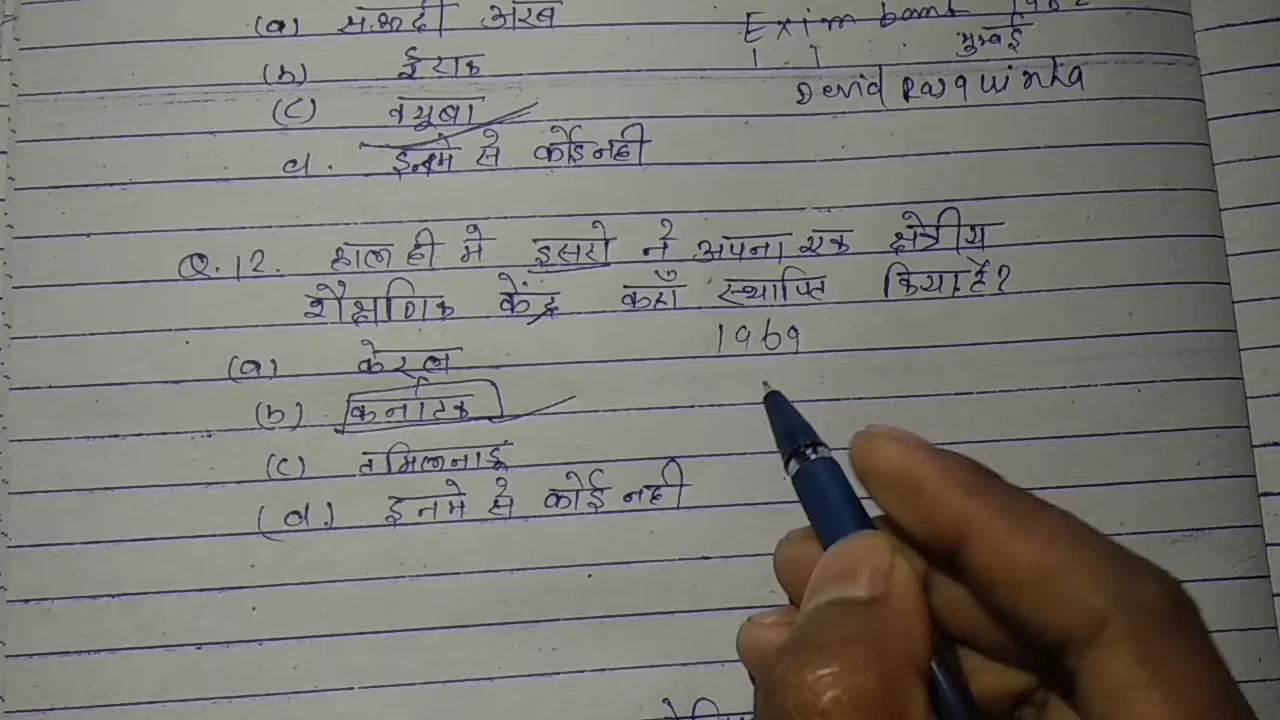 (a) सऊदी अरब
Exim bank
मुम्बई
(b) ईराक
David Rasquinha
(c) क्यूबा
d. इनमे से कोई नही
Q.12. हाल ही मे इसरो ने अपना एक क्षेत्रीय
शैक्षणिक केंद्र कहाँ स्थापित किया है?
1969
(a) केरल
(b). कर्नाटक
(c) तमिलनाडू
(d.) इनमे से कोई नही